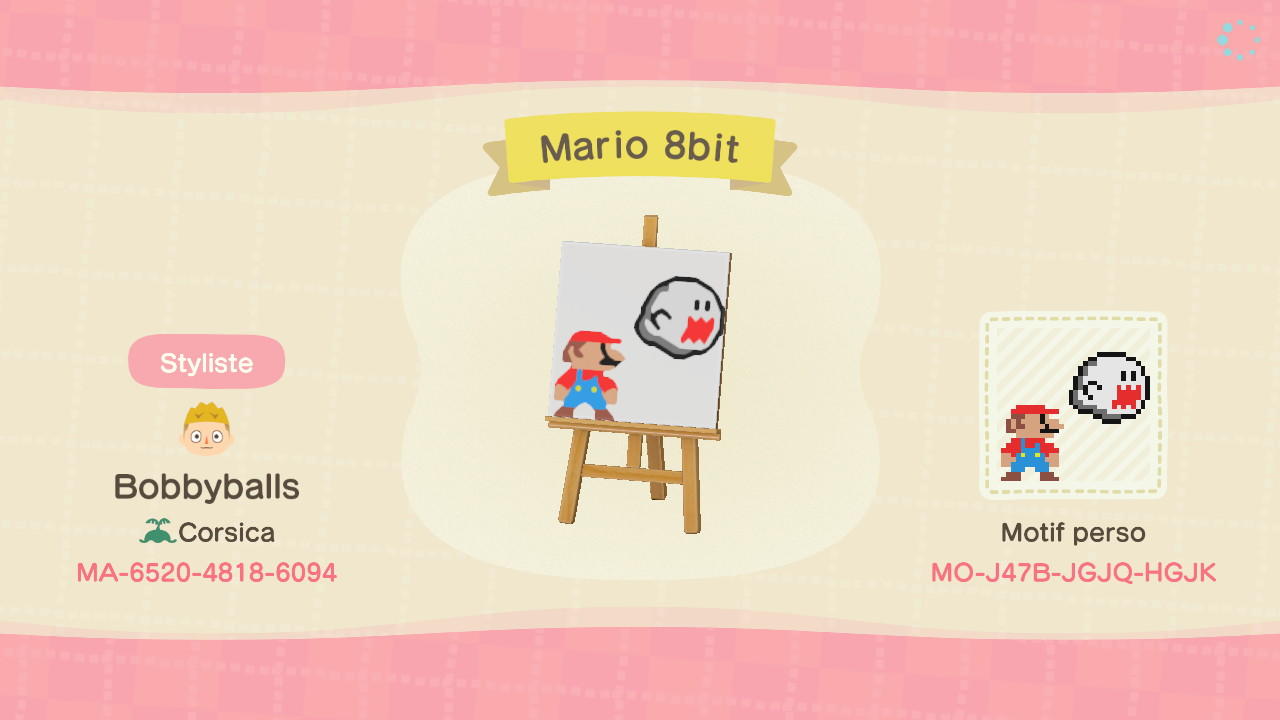 Mario 8bit
Styliste
Bobbyballs
Corsica
MA-6520-4818-6094
Motif perso
MO-J47B-JGJQ-HGJK